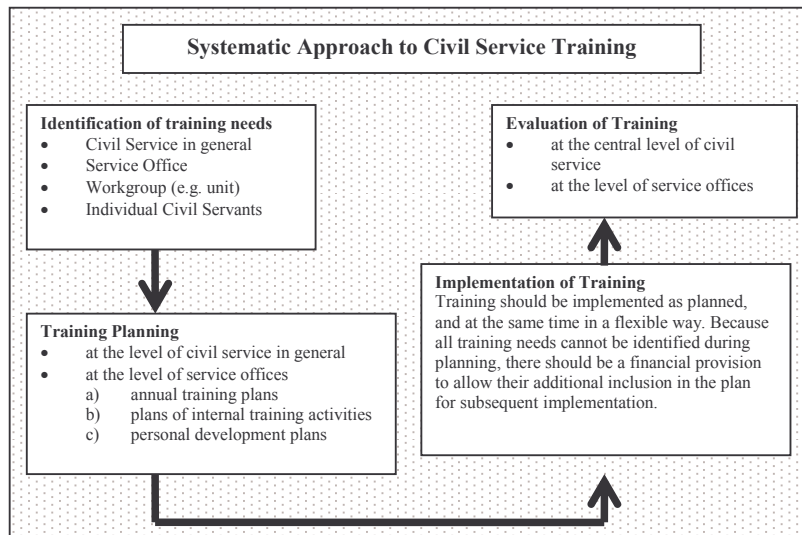 Systematic Approach to Civil Service Training
Identification of training needs
• Civil Service in general
• Service Office
• Workgroup (e.g. unit)
• Individual Civil Servants
Training Planning
• at the level of civil service in general
• at the level of service offices
a) annual training plans
b) plans of internal training activities
c) personal development plans
Evaluation of Training
• at the central level of civil
service
• at the level of service offices
Implementation of Training
Training should be implemented as planned,
and at the same time in a flexible way. Because
all training needs cannot be identified during
planning, there should be a financial provision
to allow their additional inclusion in the plan
for subsequent implementation.